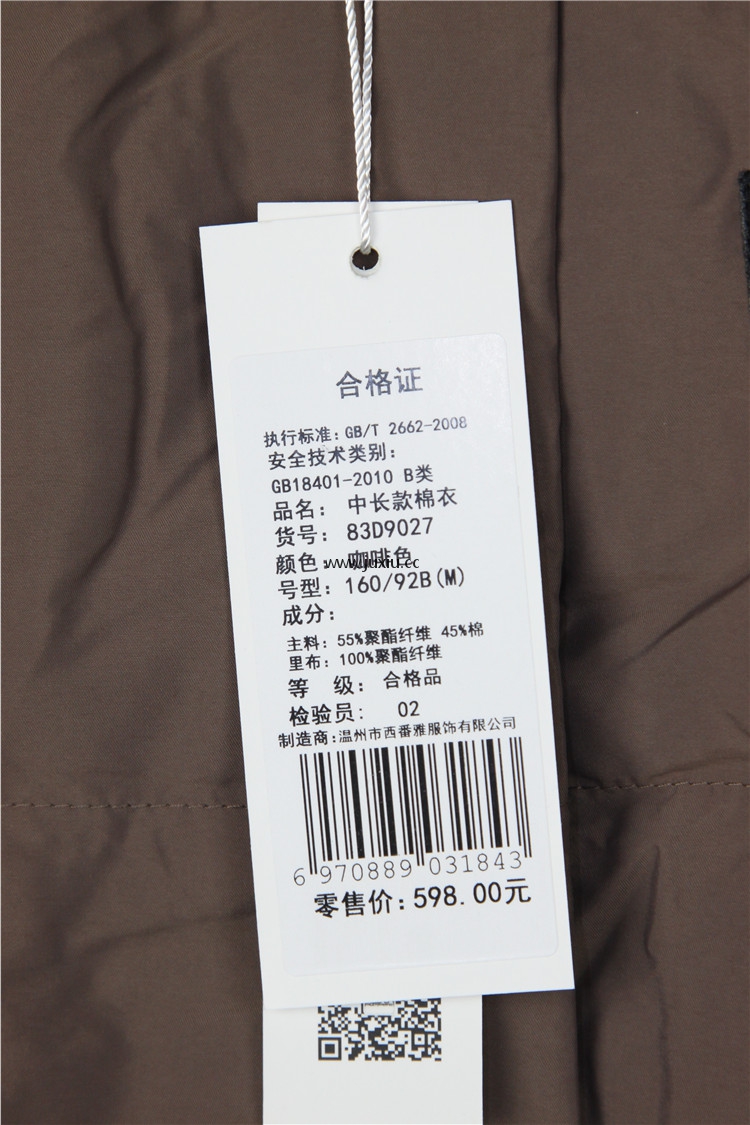 合格证
执行标准: GB/T 2662-2008
安全技术类别:
GB18401-2010 B类
品名: 中长款棉衣
货号: 83D9027
颜色: 咖啡色
www.juxiu.cc
号型: 160/92B(M)
成分:
主料: 55%聚酯纤维 45%棉
里布: 100%聚酯纤维
等 级: 合格品
检验员: 02
制造商:温州市西番雅服饰有限公司
6 970889 031843
零售价: 598.00元